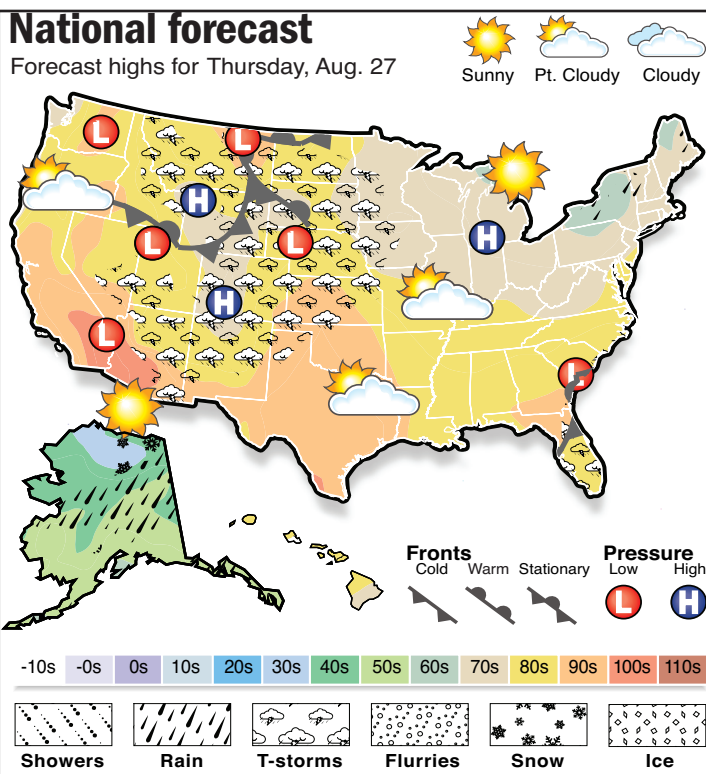 National forecast
Forecast highs for Thursday, Aug. 27
Sunny Pt. Cloudy Cloudy
L
L
H
L
L
H
H
L
L
Fronts
Cold Warm Stationary
Pressure
Low High
L H
-10s -0s 0s 10s 20s 30s 40s 50s 60s 70s 80s 90s 100s 110s
Showers Rain T-storms Flurries Snow Ice